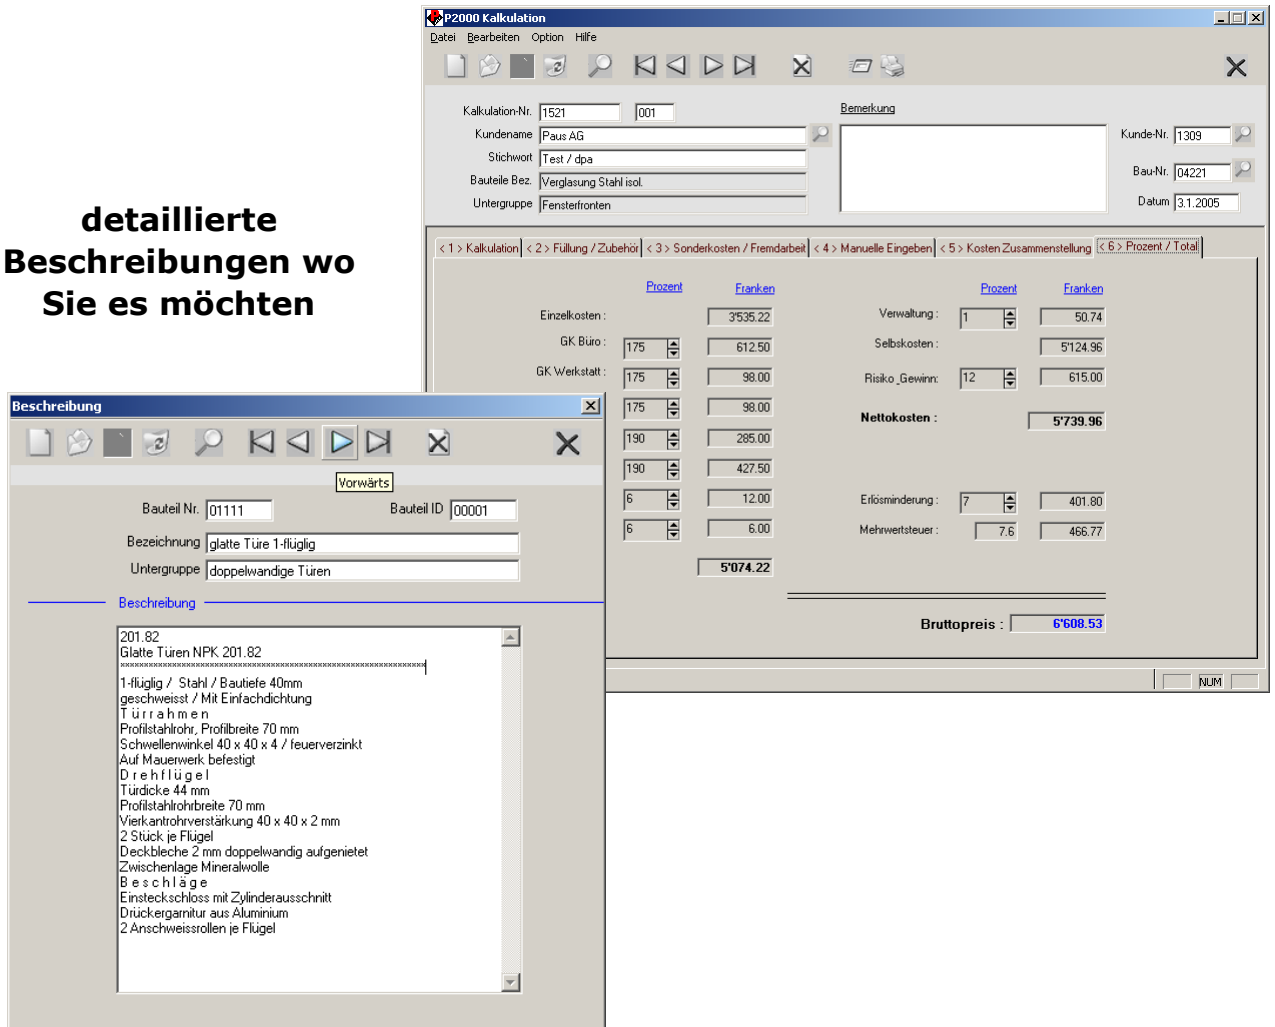 P2000 Kalkulation
Datei Bearbeiten Option Hilfe
Kalkulation-Nr. 1521 001
Kundename Paus AG
Stichwort Test / dpa
Bauteile Bez. Verglasung Stahl isol.
Untergruppe Fensterfronten
Bemerkung
Kunde-Nr. 1309
Bau-Nr. 04221
Datum 3.1.2005
detaillierte
Beschreibungen wo
Sie es möchten
< 1 > Kalkulation < 2 > Füllung / Zubehör < 3 > Sonderkosten / Fremdarbeit < 4 > Manuelle Eingeben < 5 > Kosten Zusammenstellung < 6 > Prozent / Total
Prozent Franken
Einzelkosten : 3'535.22
GK Büro : 175 612.50
GK Werkstatt : 175 98.00
175 98.00
190 285.00
190 427.50
6 12.00
6 6.00
5'074.22
Prozent Franken
Verwaltung : 1 50.74
Selbskosten : 5'124.96
Risiko_Gewinn: 12 615.00
Nettokosten : 5'739.96
Erlösminderung : 7 401.80
Mehrwertsteuer : 7.6 466.77
Bruttopreis : 6'608.53
NUM
Beschreibung
Vorwärts
Bauteil Nr. 01111 Bauteil ID 00001
Bezeichnung glatte Türe 1-flüglig
Untergruppe doppelwandige Türen
Beschreibung
201.82
Glatte Türen NPK 201.82
1-flüglig / Stahl / Bautiefe 40mm
geschweisst / Mit Einfachdichtung
T ü r r a h m e n
Profilstahlrohr, Profilbreite 70 mm
Schwellenwinkel 40 x 40 x 4 / feuerverzinkt
Auf Mauerwerk befestigt
D r e h f l ü g e l
Türdicke 44 mm
Profilstahlrohrbreite 70 mm
Vierkantrohrverstärkung 40 x 40 x 2 mm
2 Stück je Flügel
Deckbleche 2 mm doppelwandig aufgenietet
Zwischenlage Mineralwolle
B e s c h l ä g e
Einsteckschloss mit Zylinderausschnitt
Drückergarnitur aus Aluminium
2 Anschweissrollen je Flügel